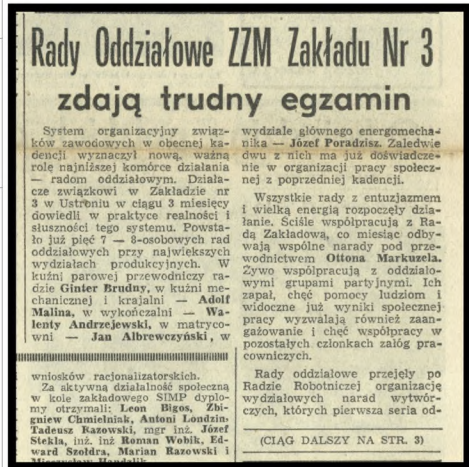 Rady Oddziałowe ZZM Zakładu Nr 3
zdają trudny egzamin
System organizacyjny związ-
ków zawodowych w obecnej ka-
dencji wyznaczył nową, ważną
rolę najniższej komórce działania
— radom oddziałowym. Działa-
cze związkowi w Zakładzie nr
3 w Ustroniu w ciągu 3 miesięcy
dowiedli w praktyce realności i
słuszności tego systemu. Powsta-
ło już pięć 7 — 8-osobowych rad
oddziałowych przy największych
wydziałach produkcyjnych. W
kuźni parowej przewodniczy ra-
dzie Ginter Brudny, w kuźni me-
chanicznej i krajalni — Adolf
Malina, w wykończalni — Wa-
lenty Andrzejewski, w matryco-
wni — Jan Albrewczyński, w
wydziale głównego energomecha-
nika — Józef Poradzisz. Zaledwie
dwu z nich ma już doświadcze-
nie w organizacji pracy społecz-
nej z poprzedniej kadencji.
Wszystkie rady z entuzjazmem
i wielką energią rozpoczęły dzia-
łanie. Ściśle współpracują z Ra-
dą Zakładową, co miesiąc odby-
wają wspólne narady pod prze-
wodnictwem Ottona Markuzela.
Żywo współpracują z oddziało-
wymi grupami partyjnymi. Ich
zapał, chęć pomocy ludziom i
widoczne już wyniki społecznej
pracy wyzwalają również zaan-
gażowanie i chęć współpracy w
pozostałych członkach załóg pra-
cowniczych.
Rady oddziałowe przejęły po
Radzie Robotniczej organizację
wydziałowych narad wytwór-
czych, których pierwsza seria od-
(CIĄG DALSZY NA STR. 3)
wniosków racjonalizatorskich.
Za aktywną działalność społeczną
w kole zakładowego SIMP dyplo-
my otrzymali: Leon Bigos, Zbi-
gniew Chmielniak, Antoni Londzin,
Tadeusz Razowski, mgr inż. Józef
Stekla, inż. inż Roman Wobik, Ed-
ward Szołdra, Marian Razowski i